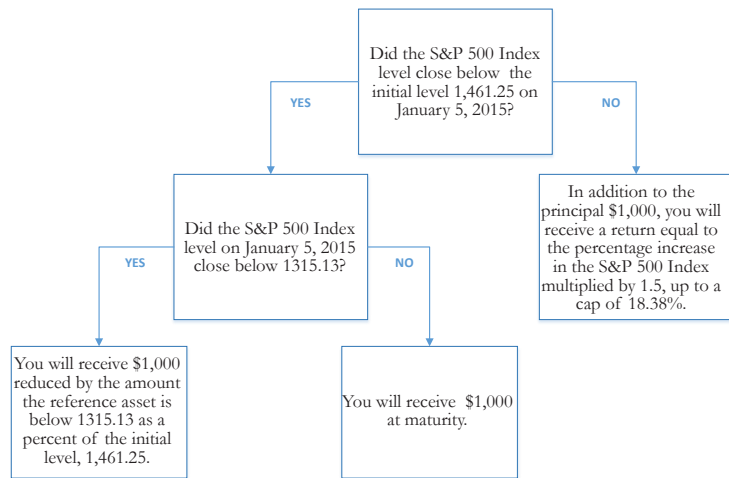 Did the S&P 500 Index
level close below the
initial level 1,461.25 on
January 5, 2015?
YES
NO
Did the S&P 500 Index
level on January 5, 2015
close below 1315.13?
In addition to the
principal $1,000, you will
receive a return equal to
the percentage increase
in the S&P 500 Index
multiplied by 1.5, up to a
cap of 18.38%.
YES
NO
You will receive $1,000
reduced by the amount
the reference asset is
below 1315.13 as a
percent of the initial
level, 1,461.25.
You will receive $1,000
at maturity.